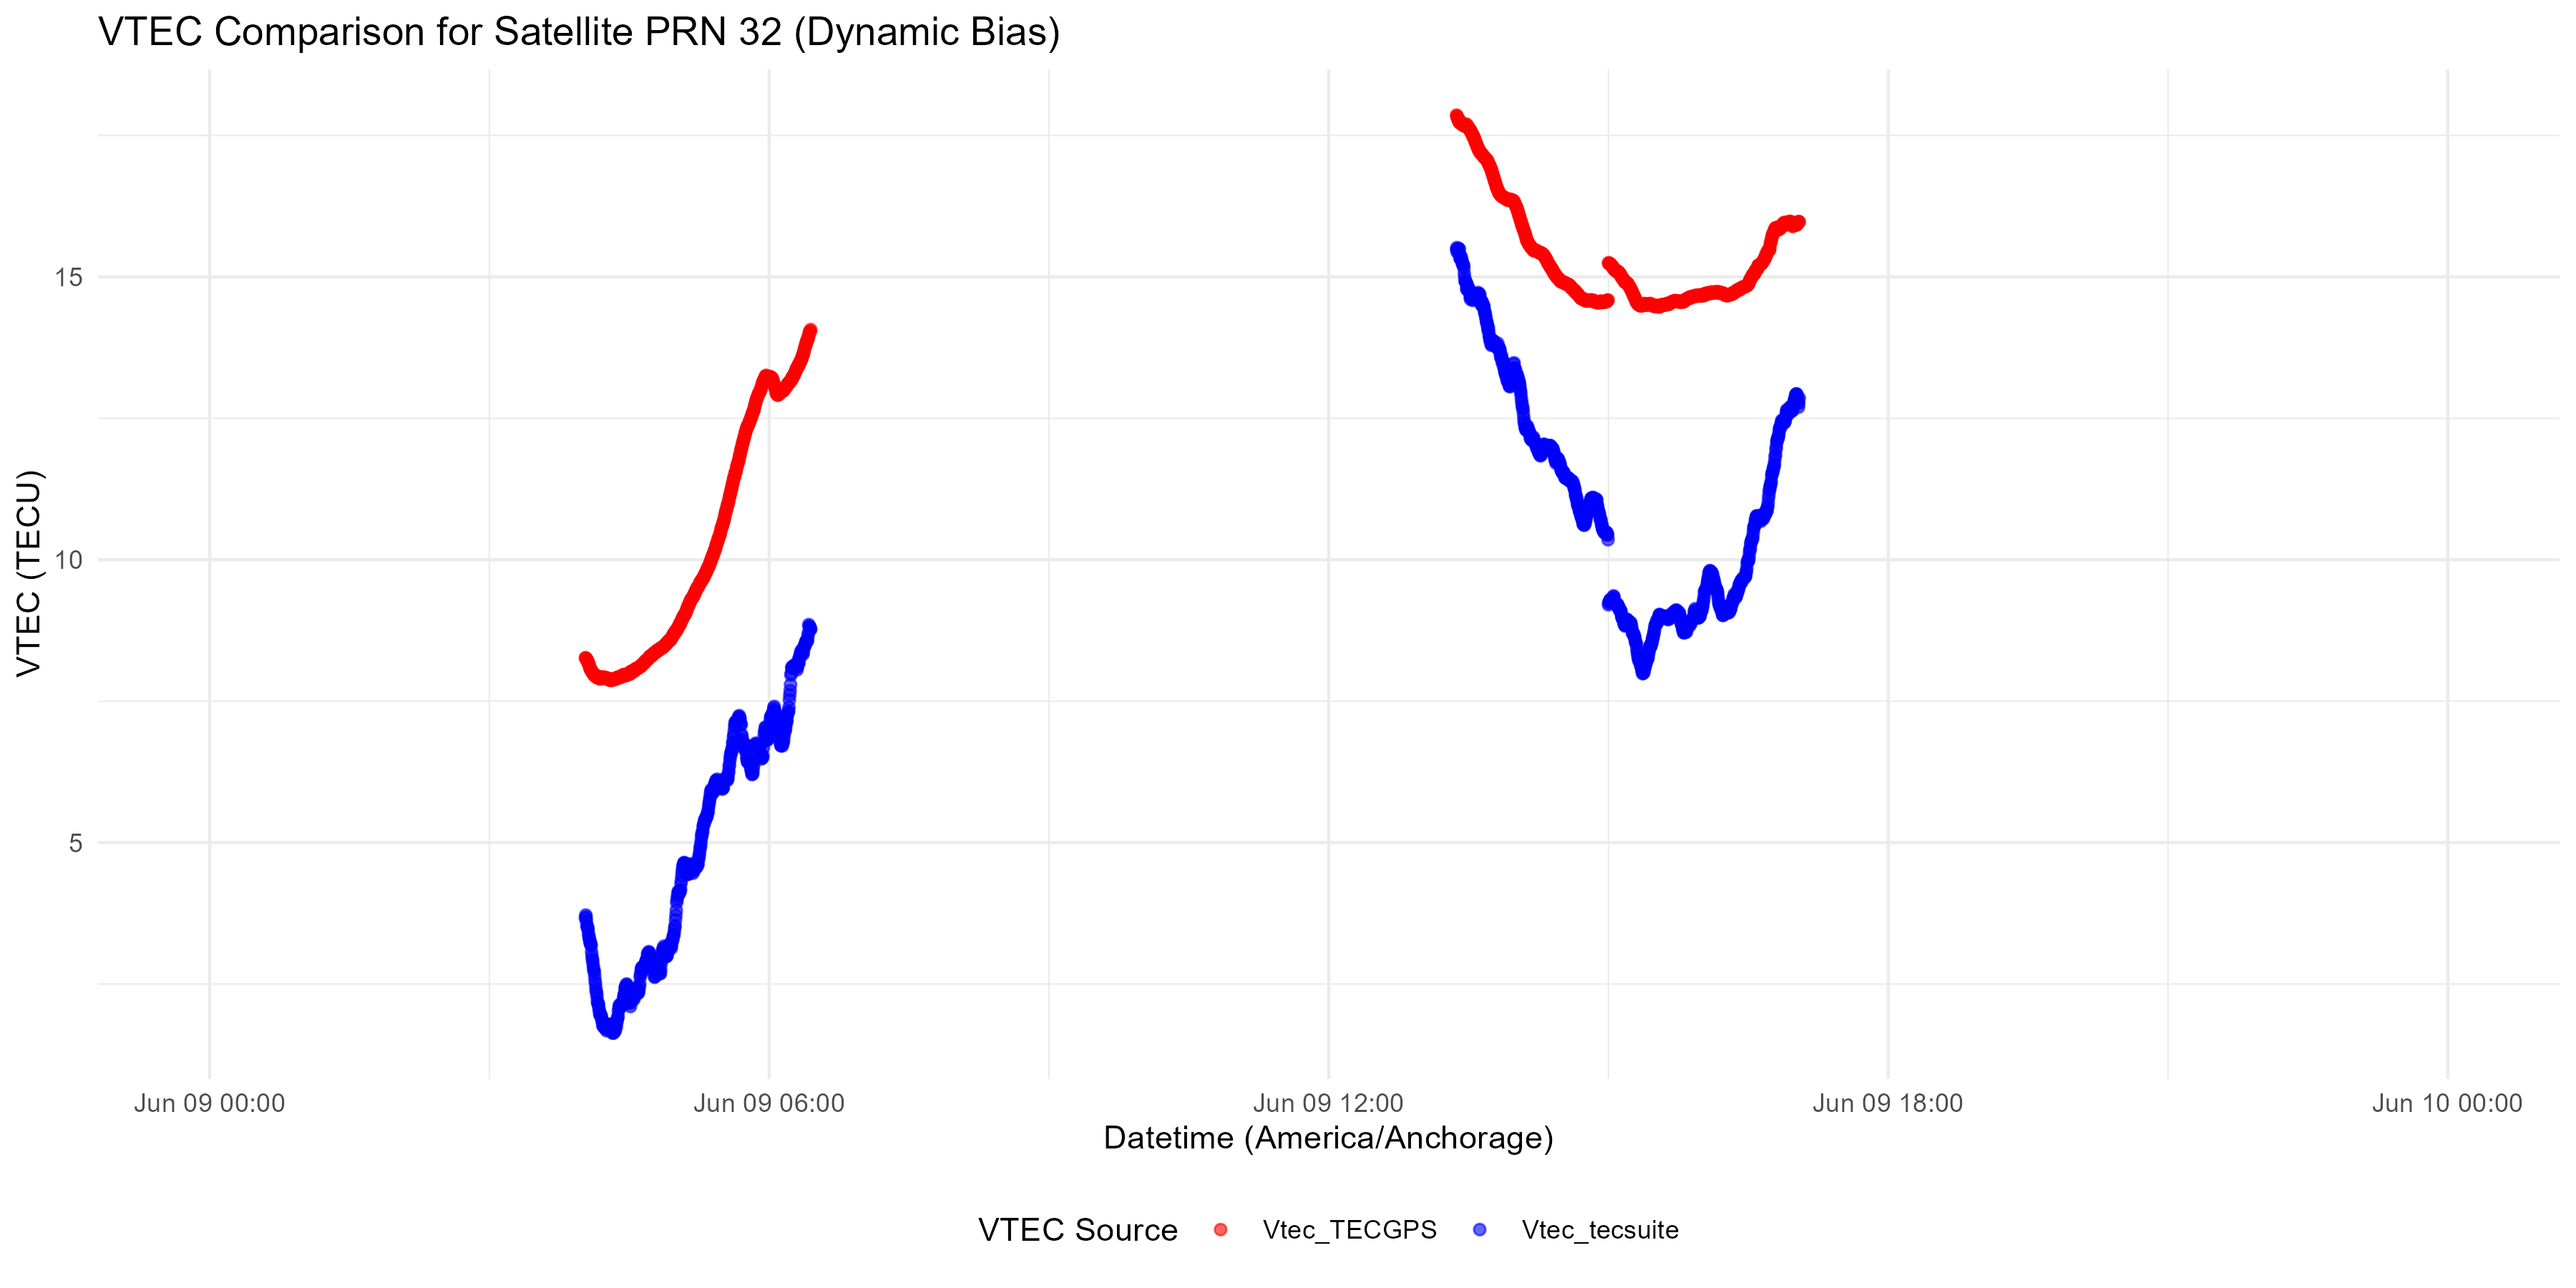 VTEC Comparison for Satellite PRN 32 (Dynamic Bias)
VTEC (TECU)
15
10
5
Jun 09 00:00
Jun 09 06:00
Jun 09 12:00
Jun 09 18:00
Jun 10 00:00
Datetime (America/Anchorage)
VTEC Source
Vtec_TECGPS
Vtec_tecsuite